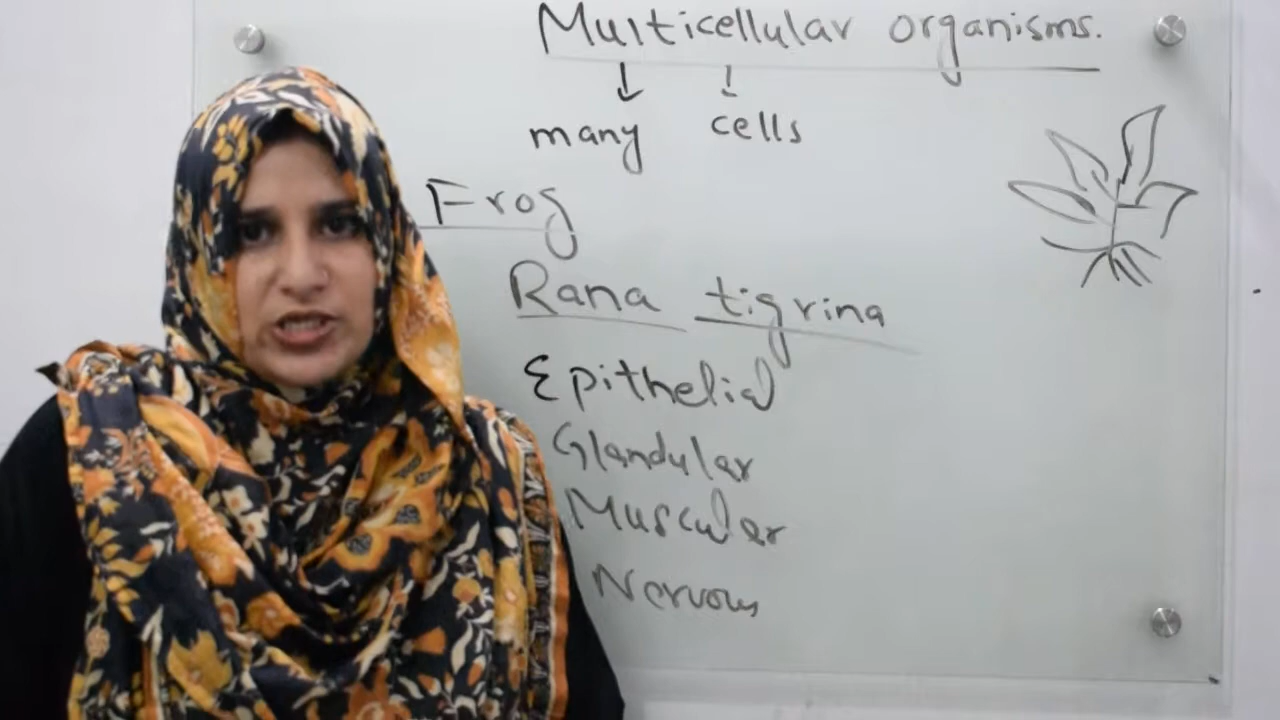 Multicellular organisms.
many cells
Frog
Rana tigrina
Epithelial
Glandular
Muscular
Nervous